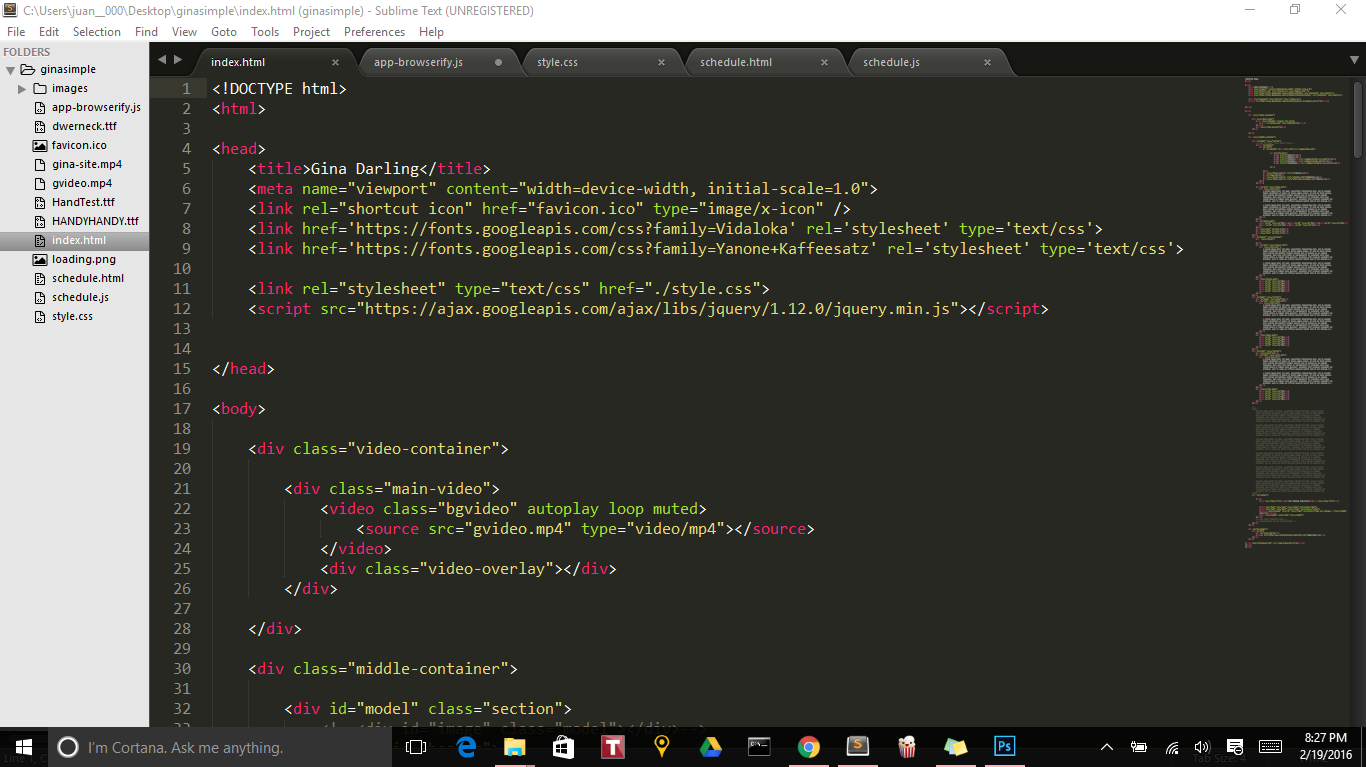 C:\Users\juan__000\Desktop\ginasimple\index.html (ginasimple) - Sublime Text (UNREGISTERED)
File Edit Selection Find View Goto Tools Project Preferences Help
FOLDERS
ginasimple
images
app-browserify.js
dwerneck.ttf
favicon.ico
gina-site.mp4
gvideo.mp4
HandTest.ttf
HANDYHANDY.ttf
index.html
loading.png
schedule.html
schedule.js
style.css
index.html app-browserify.js style.css schedule.html schedule.js
1 <!DOCTYPE html>
2 <html>
3
4 <head>
5 <title>Gina Darling</title>
6 <meta name="viewport" content="width=device-width, initial-scale=1.0">
7 <link rel="shortcut icon" href="favicon.ico" type="image/x-icon" />
8 <link href='https://fonts.googleapis.com/css?family=Vidaloka' rel='stylesheet' type='text/css'>
9 <link href='https://fonts.googleapis.com/css?family=Yanone+Kaffeesatz' rel='stylesheet' type='text/css'>
10
11 <link rel="stylesheet" type="text/css" href="./style.css">
12 <script src="https://ajax.googleapis.com/ajax/libs/jquery/1.12.0/jquery.min.js"></script>
13
14
15 </head>
16
17 <body>
18
19 <div class="video-container">
20
21 <div class="main-video">
22 <video class="bgvideo" autoplay loop muted>
23 <source src="gvideo.mp4" type="video/mp4"></source>
24 </video>
25 <div class="video-overlay"></div>
26 </div>
27
28 </div>
29
30 <div class="middle-container">
31
32 <div id="model" class="section">
33 <!-- <div id="image" class="model"></div>-->
Tab Size: 4
I'm Cortana. Ask me anything.
8:27 PM
2/19/2016